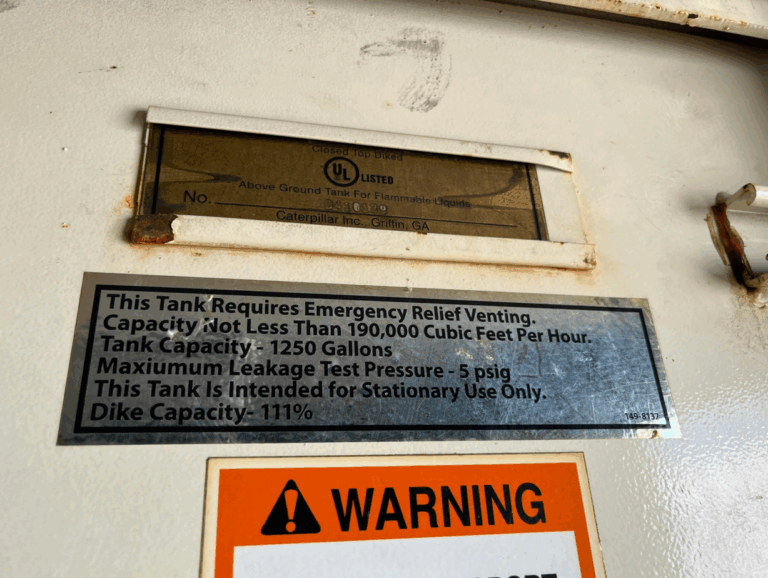 Closed Top Diked
UL LISTED
Above Ground Tank For Flammable Liquids
No.
Caterpillar Inc., Griffin, GA
This Tank Requires Emergency Relief Venting.
Capacity Not Less Than 190,000 Cubic Feet Per Hour.
Tank Capacity - 1250 Gallons
Maxiumum Leakage Test Pressure - 5 psig
This Tank Is Intended for Stationary Use Only.
Dike Capacity- 111%
149-8137
WARNING